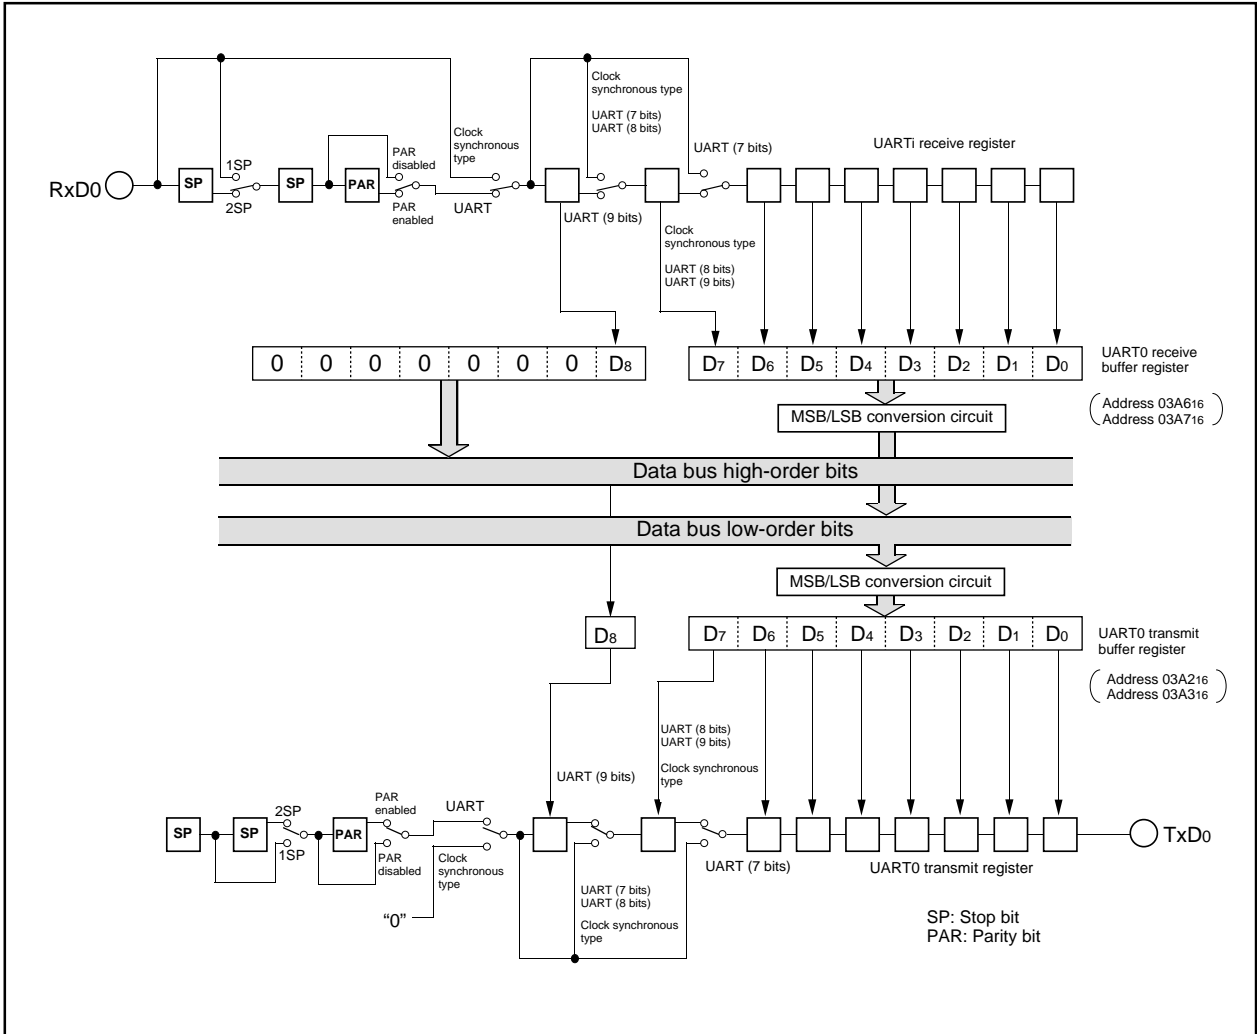 Clock
synchronous type
UART (7 bits)
UART (8 bits)
Clock
synchronous
type
PAR
disabled
UART (7 bits)
UARTi receive register
1SP
RxD0
SP
SP
PAR
2SP
PAR
enabled
UART
UART (9 bits)
Clock
synchronous type
UART (8 bits)
UART (9 bits)
0 0 0 0 0 0 0 D8
D7 D6 D5 D4 D3 D2 D1 D0
UART0 receive
buffer register
Address 03A616
Address 03A716
MSB/LSB conversion circuit
Data bus high-order bits
Data bus low-order bits
MSB/LSB conversion circuit
D8
D7 D6 D5 D4 D3 D2 D1 D0
UART0 transmit
buffer register
Address 03A216
Address 03A316
UART (8 bits)
UART (9 bits)
Clock synchronous
type
UART (9 bits)
PAR
enabled
2SP
UART
SP
SP
PAR
TxD0
1SP
PAR
disabled
Clock
synchronous
type
UART (7 bits)
UART0 transmit register
UART (7 bits)
UART (8 bits)
Clock synchronous
type
“0”
SP: Stop bit
PAR: Parity bit